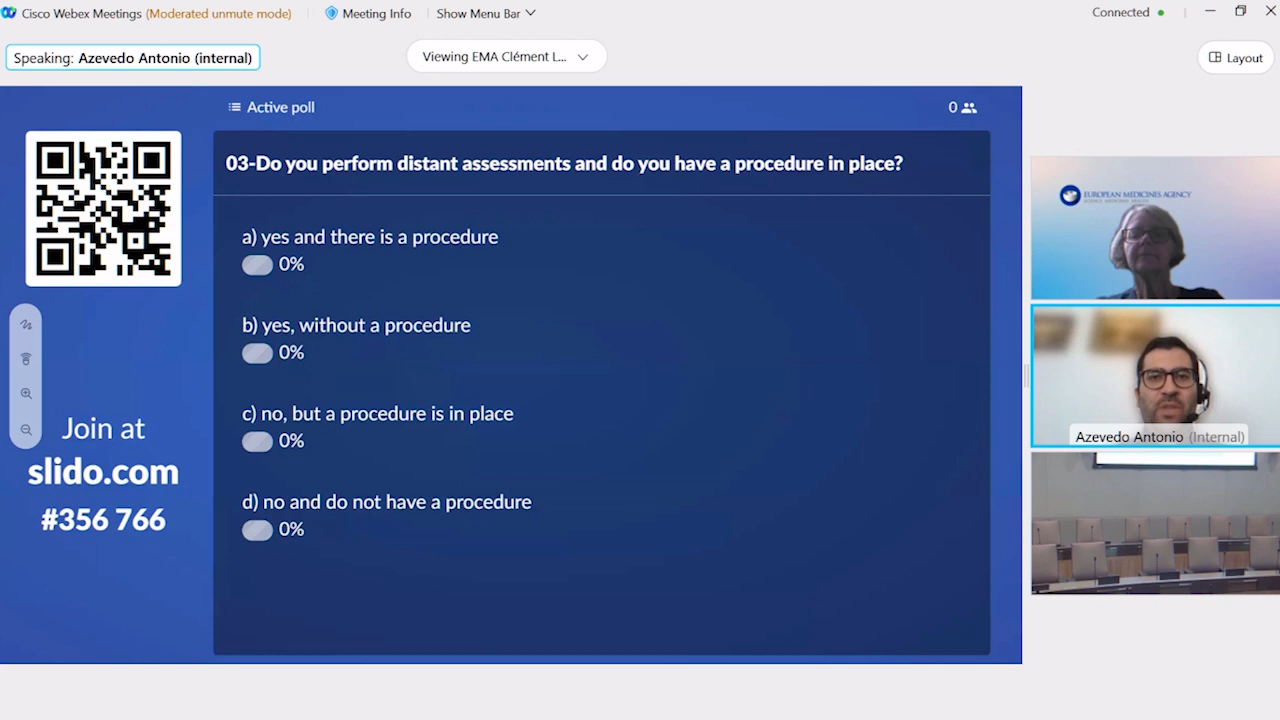 Cisco Webex Meetings (Moderated unmute mode)
Meeting Info
Show Menu Bar
Connected
Speaking: Azevedo Antonio (internal)
Viewing EMA Clément L...
Layout
Active poll
0
03-Do you perform distant assessments and do you have a procedure in place?
a) yes and there is a procedure
0%
b) yes, without a procedure
0%
c) no, but a procedure is in place
0%
d) no and do not have a procedure
0%
Join at
slido.com
#356 766
EUROPEAN MEDICINES AGENCY
SCIENCE MEDICINES HEALTH
Azevedo Antonio (Internal)